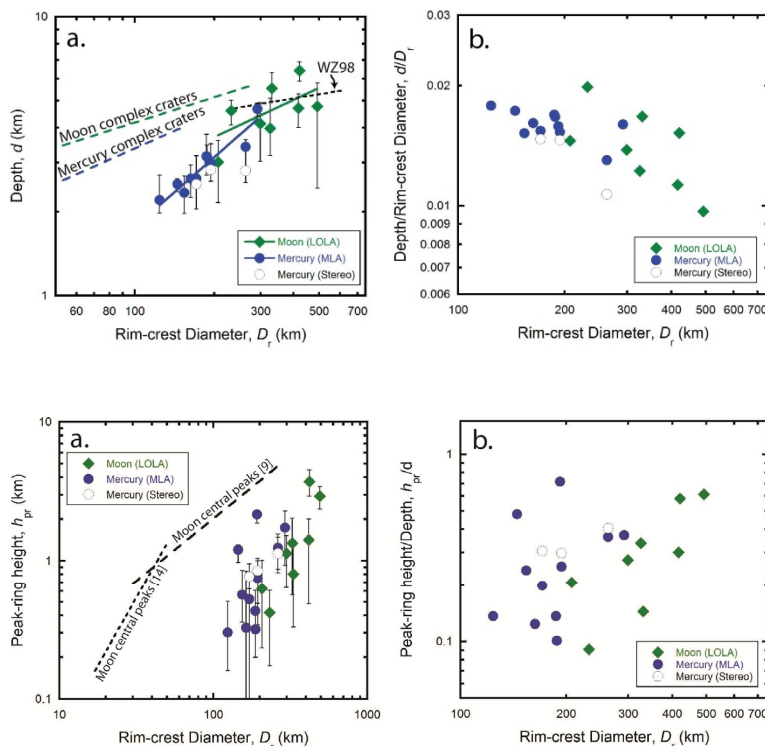 a.
10
1
Depth, d (km)
WZ98
Moon complex craters
Mercury complex craters
Moon (LOLA)
Mercury (MLA)
Mercury (Stereo)
60 80 100 300 500 700
Rim-crest Diameter, Dr (km)
b.
0.03
0.02
0.01
0.009
0.008
0.006
Depth/Rim-crest Diameter, d/Dr
Moon (LOLA)
Mercury (MLA)
Mercury (Stereo)
100 200 300 400 500 600 700
Rim-crest Diameter, Dr (km)
a.
10
1
0.1
Peak-ring height, hpr (km)
Moon (LOLA)
Mercury (MLA)
Mercury (Stereo)
Moon central peaks [9]
Moon central peaks [14]
10 100 1000
Rim-crest Diameter, Dr (km)
b.
1
0.1
Peak-ring height/Depth, hpr/d
Moon (LOLA)
Mercury (MLA)
Mercury (Stereo)
100 200 300 400 500 600 700
Rim-crest Diameter, Dr (km)